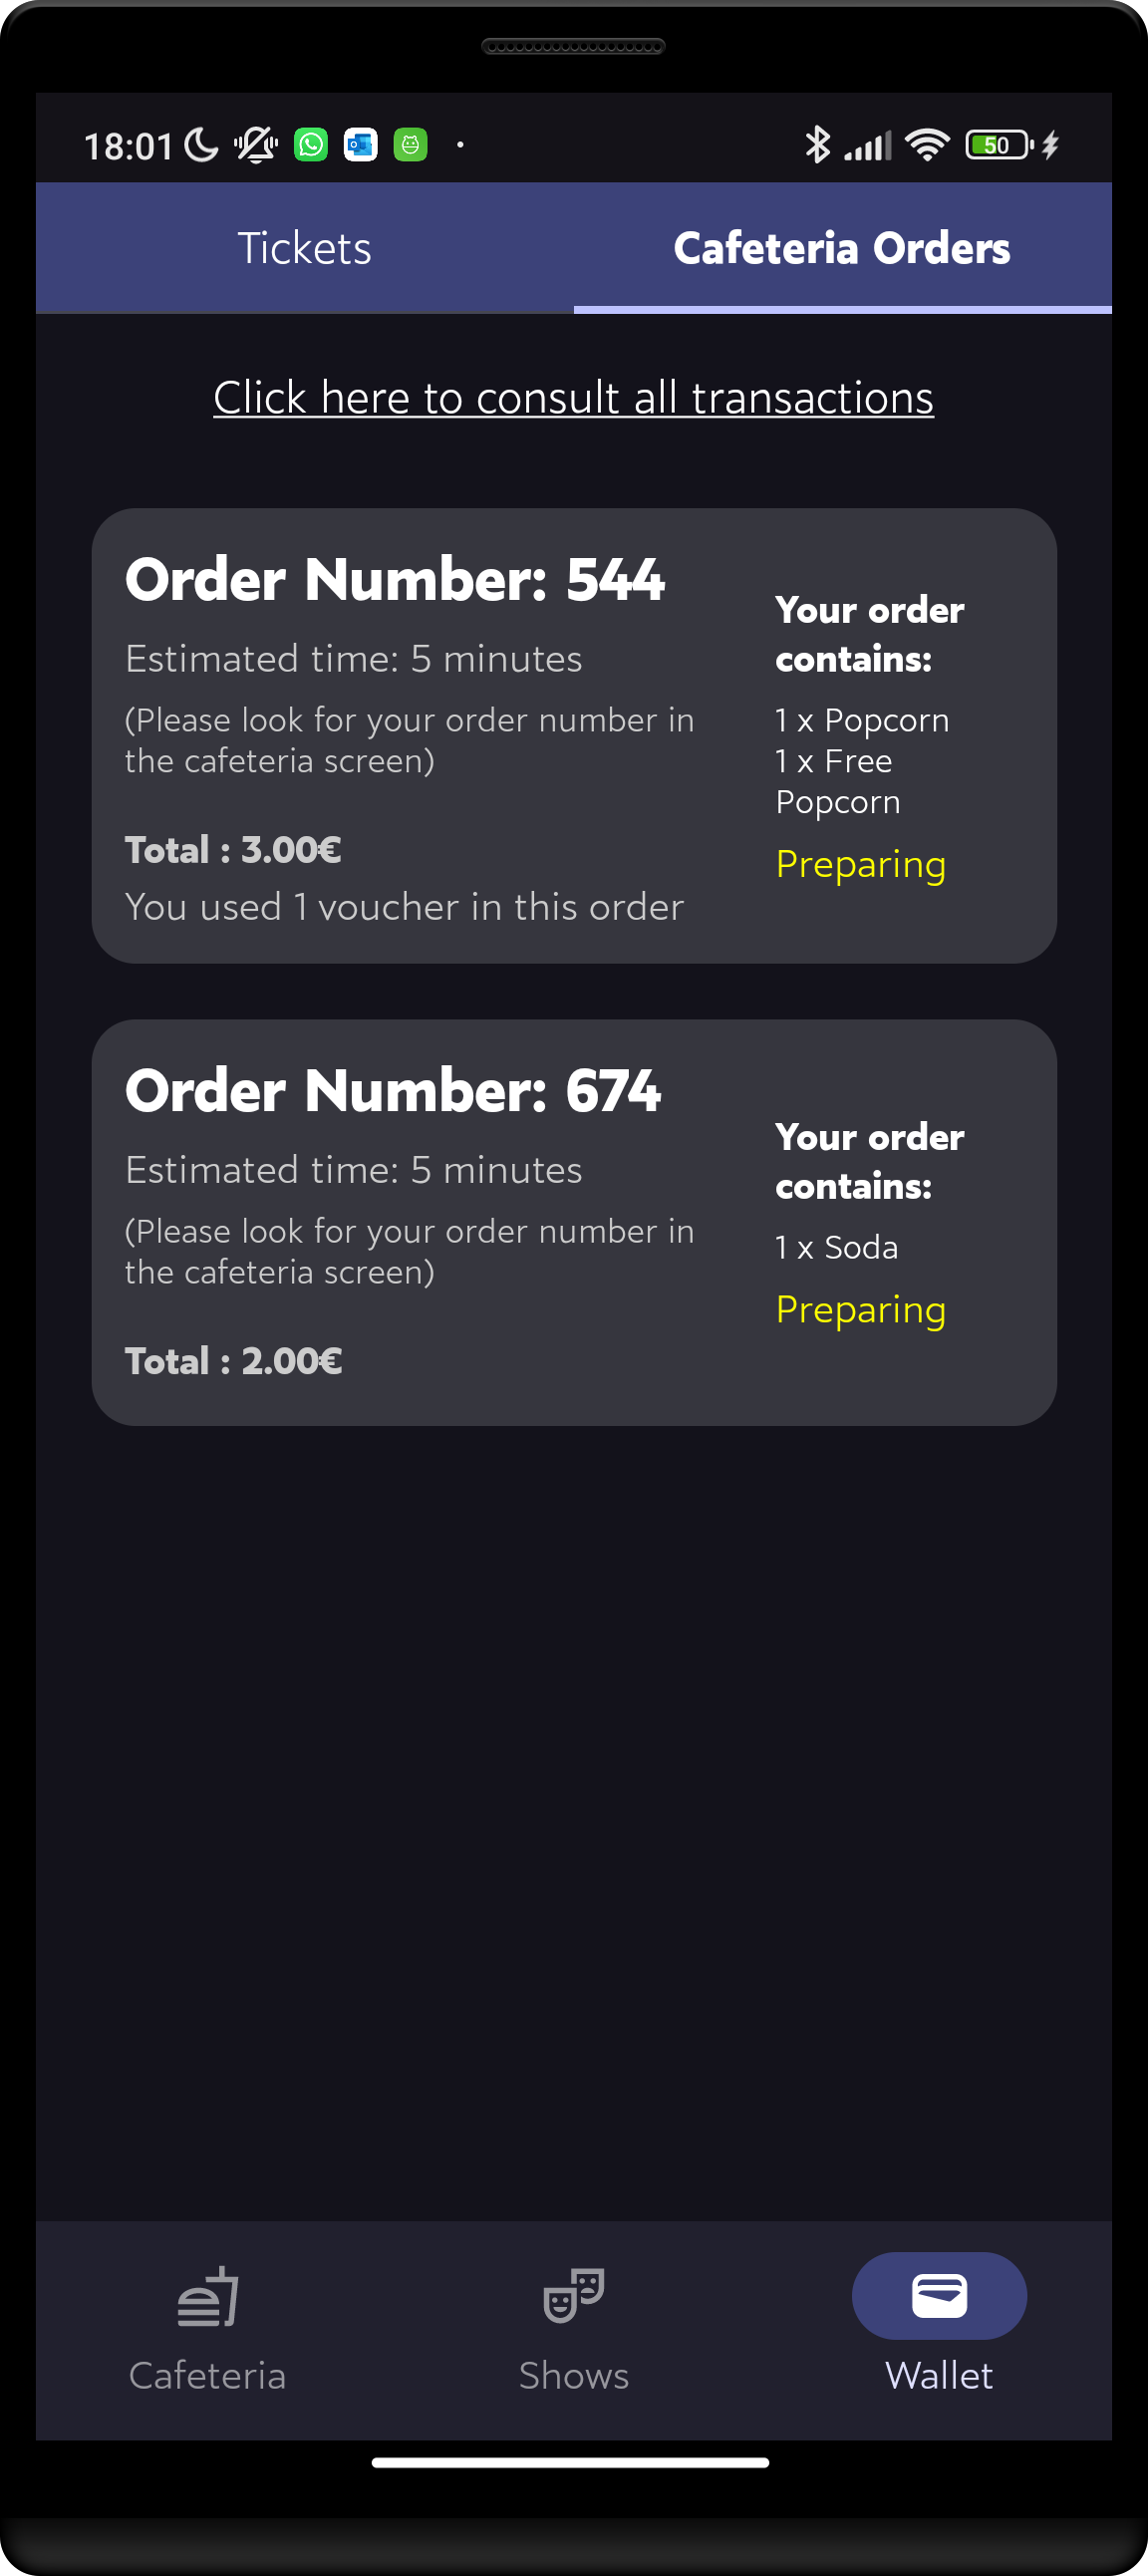 18:01
50
Tickets
Cafeteria Orders
Click here to consult all transactions
Order Number: 544
Estimated time: 5 minutes
(Please look for your order number in
the cafeteria screen)
Total : 3.00€
You used 1 voucher in this order
Your order
contains:
1 x Popcorn
1 x Free
Popcorn
Preparing
Order Number: 674
Estimated time: 5 minutes
(Please look for your order number in
the cafeteria screen)
Total : 2.00€
Your order
contains:
1 x Soda
Preparing
Cafeteria
Shows
Wallet